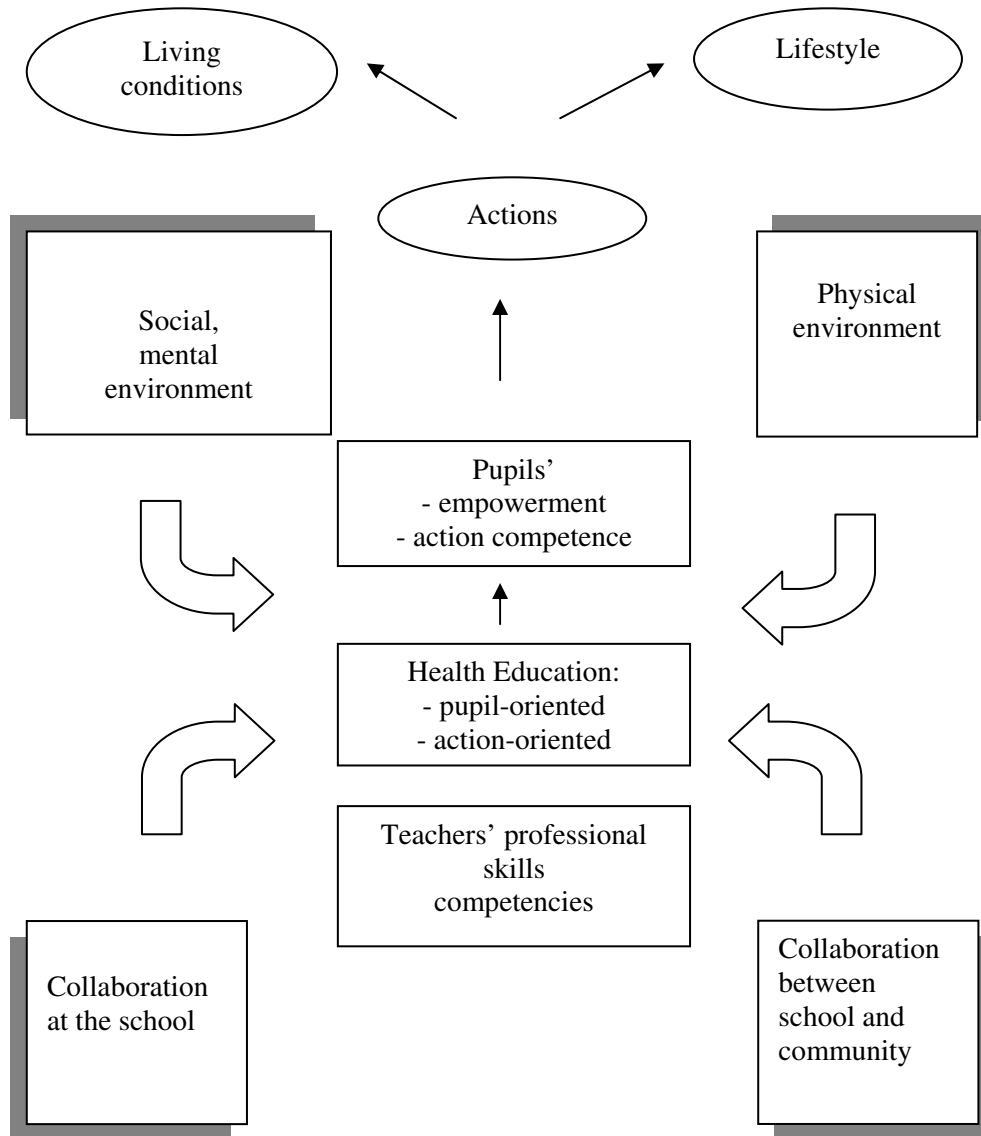 Living
conditions
Lifestyle
Actions
Social,
mental
environment
Physical
environment
Pupils’
- empowerment
- action competence
Health Education:
- pupil-oriented
- action-oriented
Teachers’ professional
skills
competencies
Collaboration
at the school
Collaboration
between
school and
community